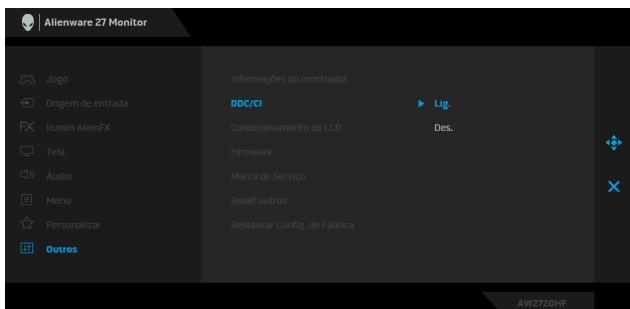 Alienware 27 Monitor
Jogo
Origem de entrada
Ilumin AlienFX
Tela
Áudio
Menu
Personalizar
Outros
Informações do mostrador
DDC/CI
Lig.
Condicionamento do LCD
Des.
Firmware
Marca de Serviço
Redef outros
Restaurar Config. de Fábrica
AW2720HF